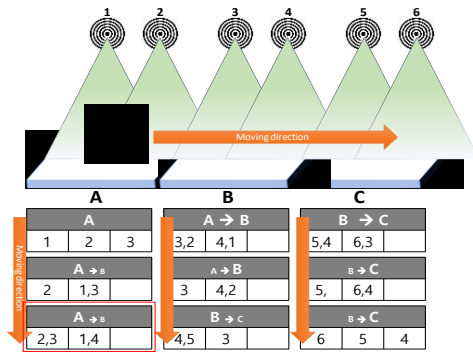 1 2 3 4 5 6
Moving direction
A B C
Moving direction
A
1 2 3
A → B
2 1,3
A → B
2,3 1,4
A → B
3,2 4,1
A → B
3 4,2
B → C
4,5 3
B → C
5,4 6,3
B → C
5, 6,4
B → C
6 5 4